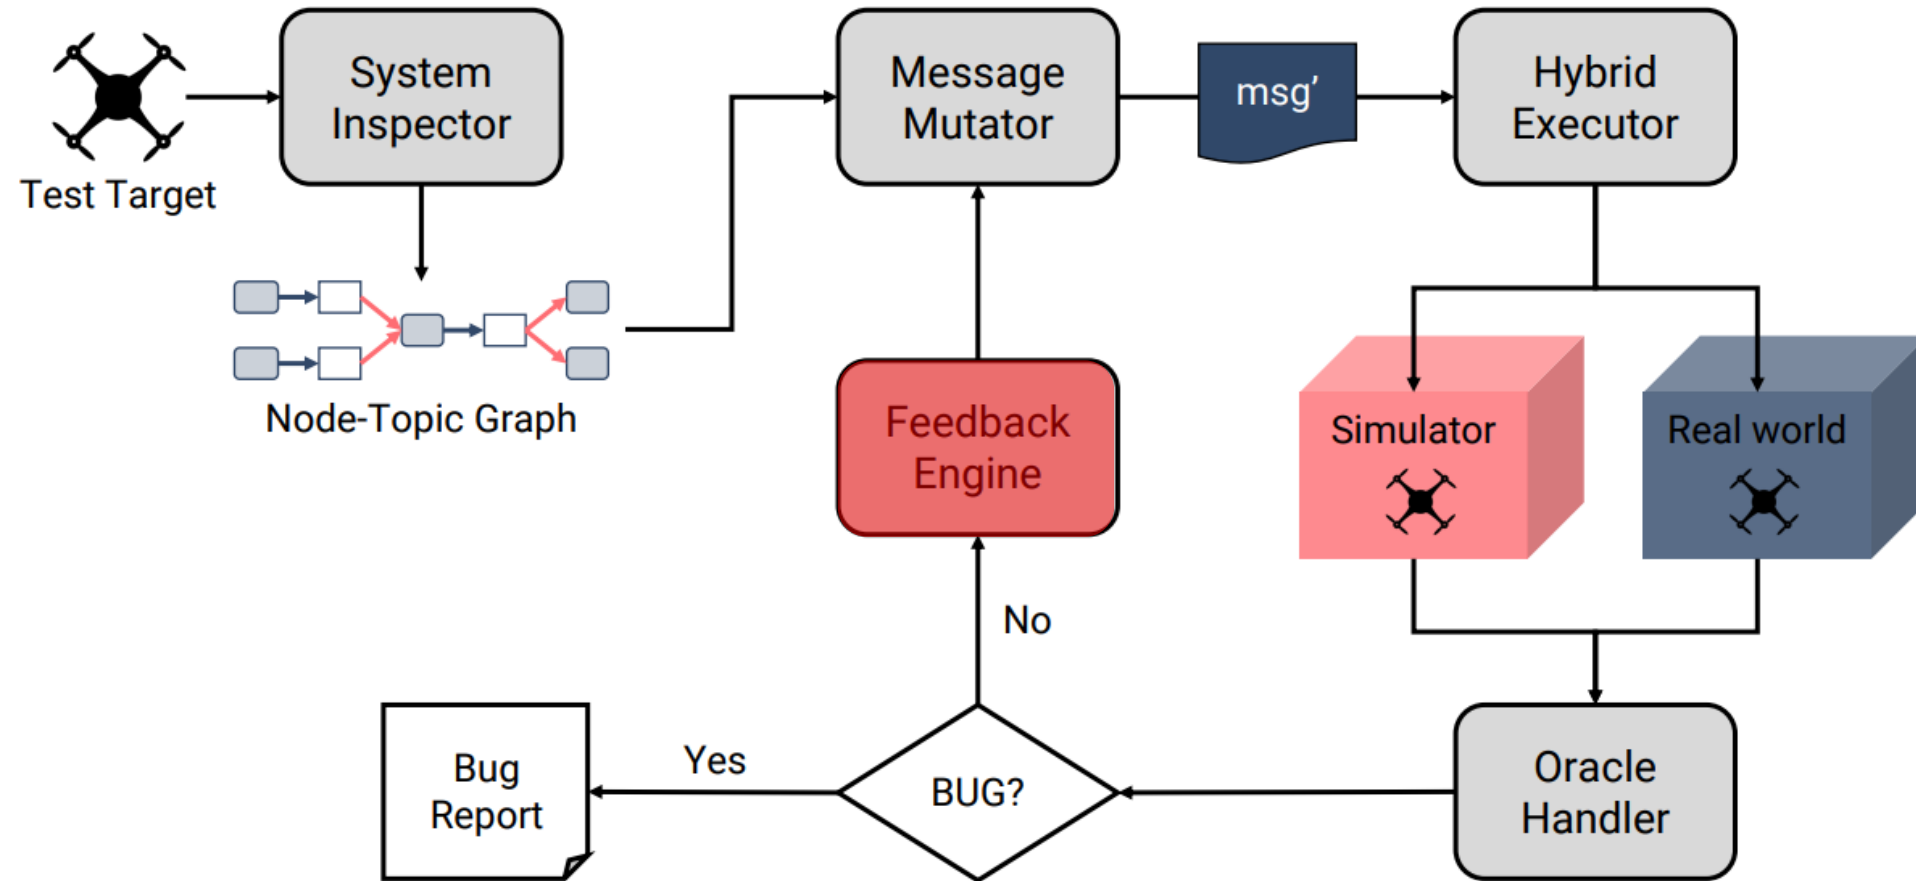 System
Inspector
Test Target
Node-Topic Graph
Message
Mutator
msg’
Hybrid
Executor
Feedback
Engine
Simulator
Real world
No
Yes
Bug
Report
BUG?
Oracle
Handler